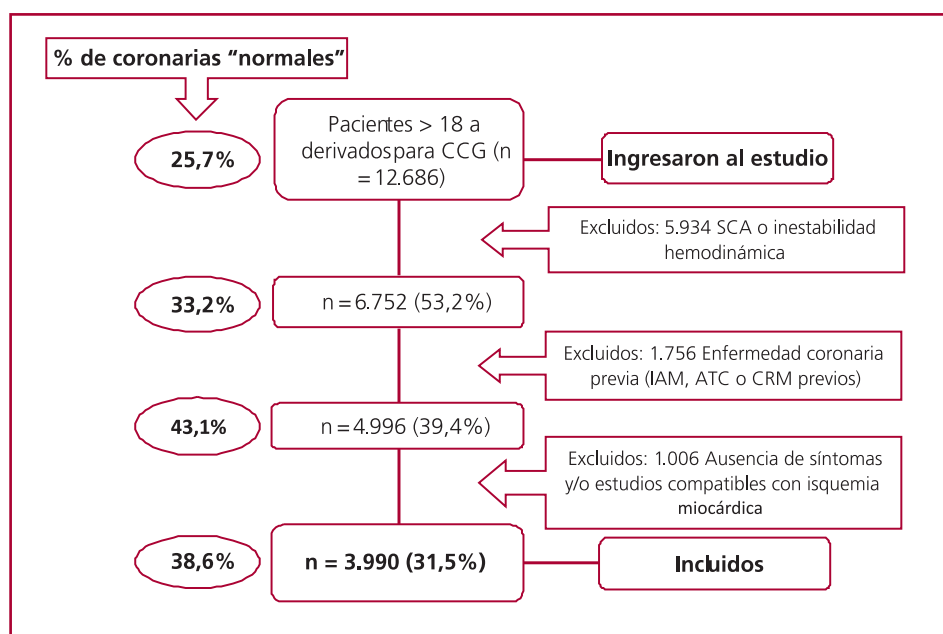 % de coronarias “normales”
25,7%
Pacientes > 18 a
derivados para CCG (n
= 12.686)
Ingresaron al estudio
Excluidos: 5.934 SCA o inestabilidad
hemodinámica
33,2%
n = 6.752 (53,2%)
Excluidos: 1.756 Enfermedad coronaria
previa (IAM, ATC o CRM previos)
43,1%
n = 4.996 (39,4%)
Excluidos: 1.006 Ausencia de síntomas
y/o estudios compatibles con isquemia
miocárdica
38,6%
n = 3.990 (31,5%)
Incluidos